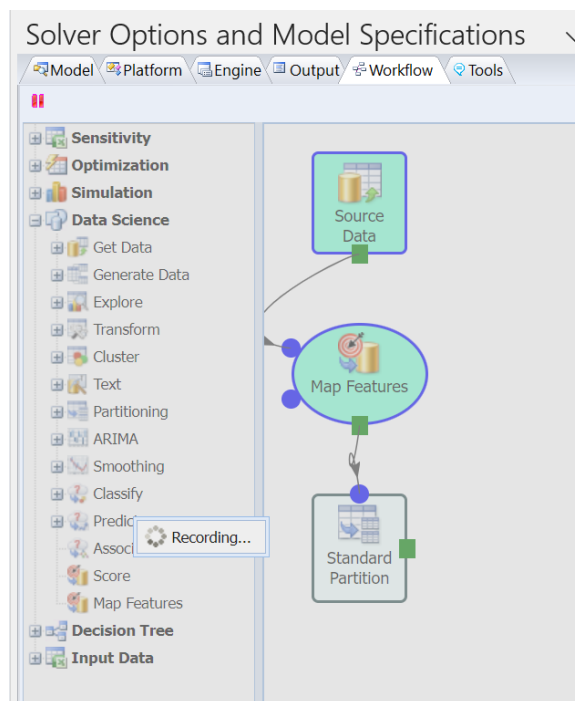 Solver Options and Model Specifications
Model Platform Engine Output Workflow Tools
Sensitivity
Optimization
Simulation
Data Science
Get Data
Generate Data
Explore
Transform
Cluster
Text
Partitioning
ARIMA
Smoothing
Classify
Predic
Associ
Score
Map Features
Decision Tree
Input Data
Recording...
Source
Data
Map Features
Standard
Partition